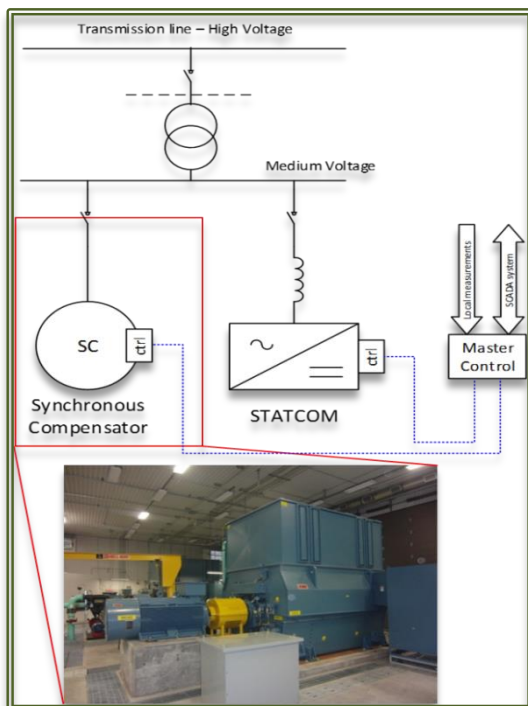 Transmission line – High Voltage
Medium Voltage
Local measurements
SCADA system
SC
ctrl
ctrl
Master
Control
Synchronous
Compensator
STATCOM